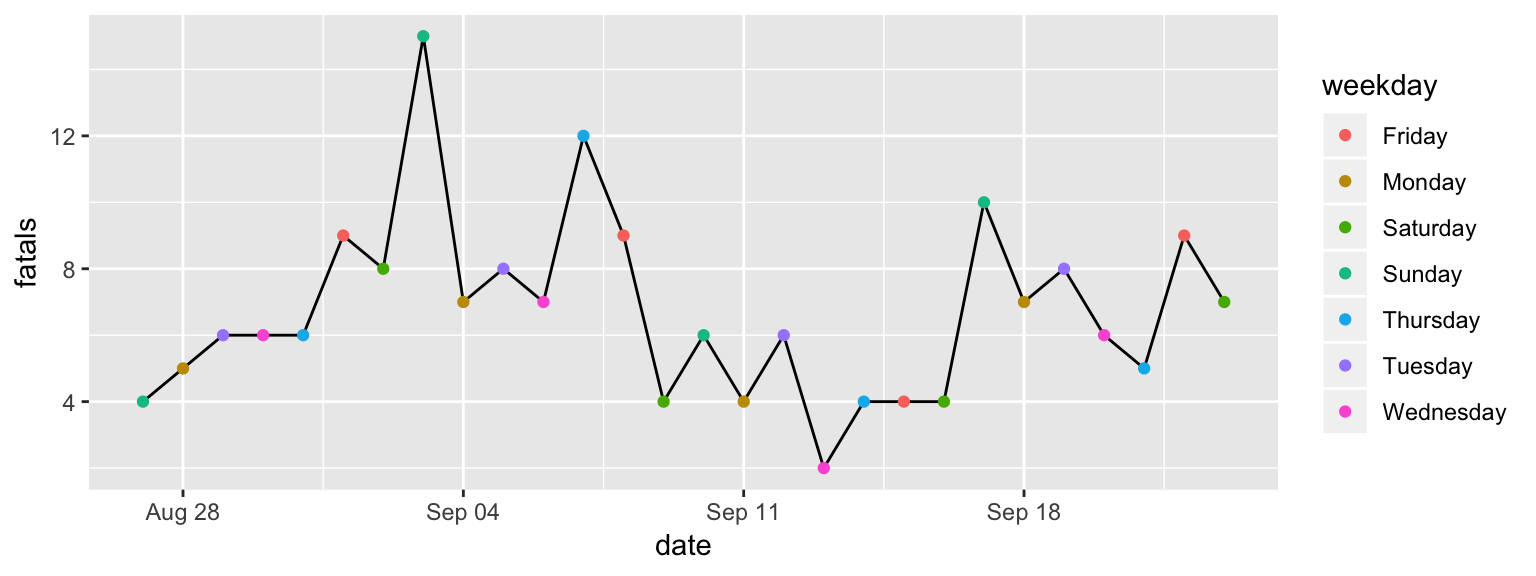 weekday
Friday
Monday
Saturday
Sunday
Thursday
Tuesday
Wednesday
fatals
12
8
4
Aug 28 Sep 04 Sep 11 Sep 18
date